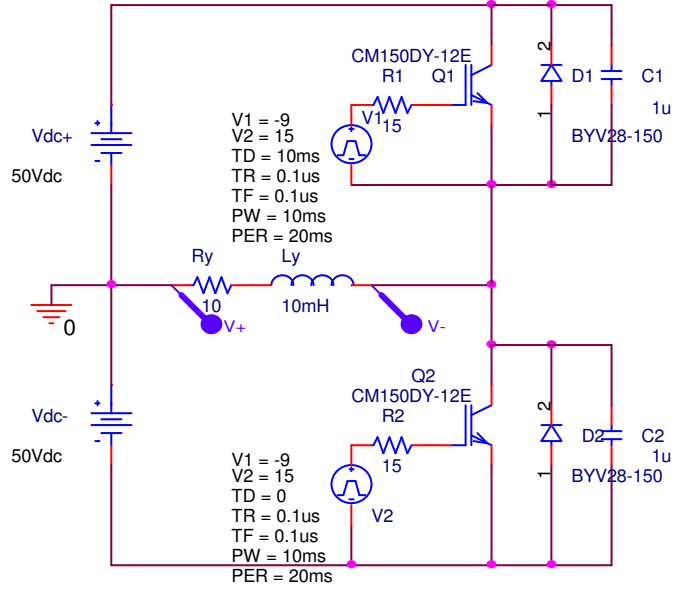 CM150DY-12E
R1
Q1
2
D1
C1
1u
1
BYV28-150
V1
15
V1 = -9
V2 = 15
TD = 10ms
TR = 0.1us
TF = 0.1us
PW = 10ms
PER = 20ms
+
Vdc+
-
50Vdc
Ry
Ly
10
10mH
V+
V-
0
Q2
CM150DY-12E
R2
15
2
D2
C2
1u
1
BYV28-150
+
Vdc-
-
50Vdc
V1 = -9
V2 = 15
TD = 0
TR = 0.1us
TF = 0.1us
PW = 10ms
PER = 20ms
+
-
V2